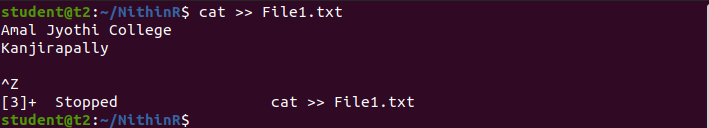 student@t2:~/NithinR$ cat >> File1.txt
Amal Jyothi College
Kanjirapally
^Z
[3]+  Stopped                 cat >> File1.txt
student@t2:~/NithinR$